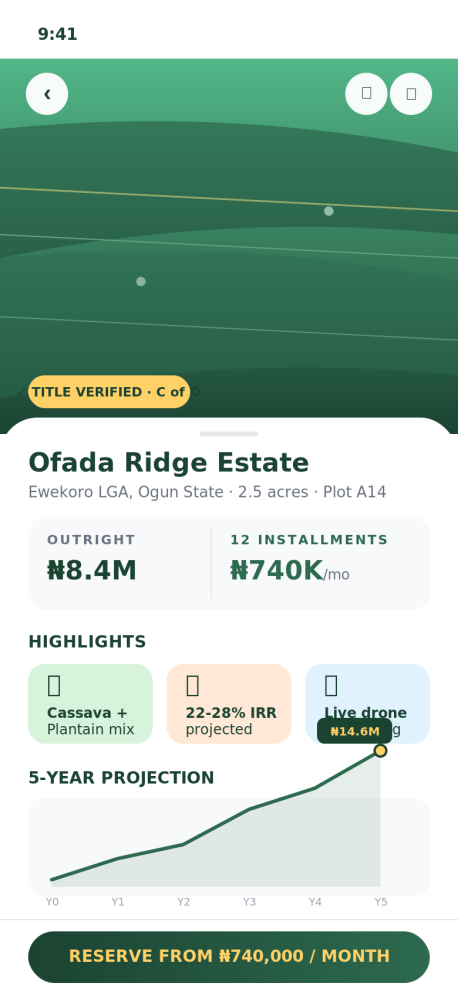 9:41
‹
TITLE VERIFIED · C of O
Ofada Ridge Estate
Ewekoro LGA, Ogun State · 2.5 acres · Plot A14
OUTRIGHT
₦8.4M
12 INSTALLMENTS
₦740K/mo
HIGHLIGHTS
Cassava +
Plantain mix
22-28% IRR
projected
Live drone
₦14.6M
5-YEAR PROJECTION
Y0 Y1 Y2 Y3 Y4 Y5
RESERVE FROM ₦740,000 / MONTH